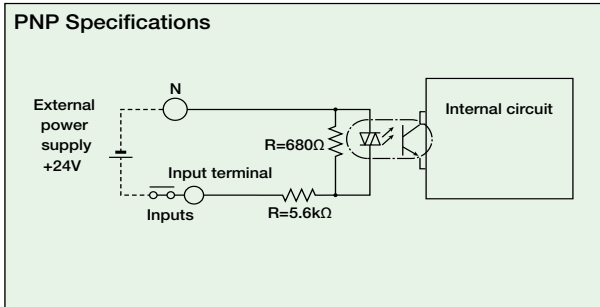 PNP Specifications
N
External
power
supply
+24V
Internal circuit
R=680Ω
Input terminal
Inputs
R=5.6kΩ